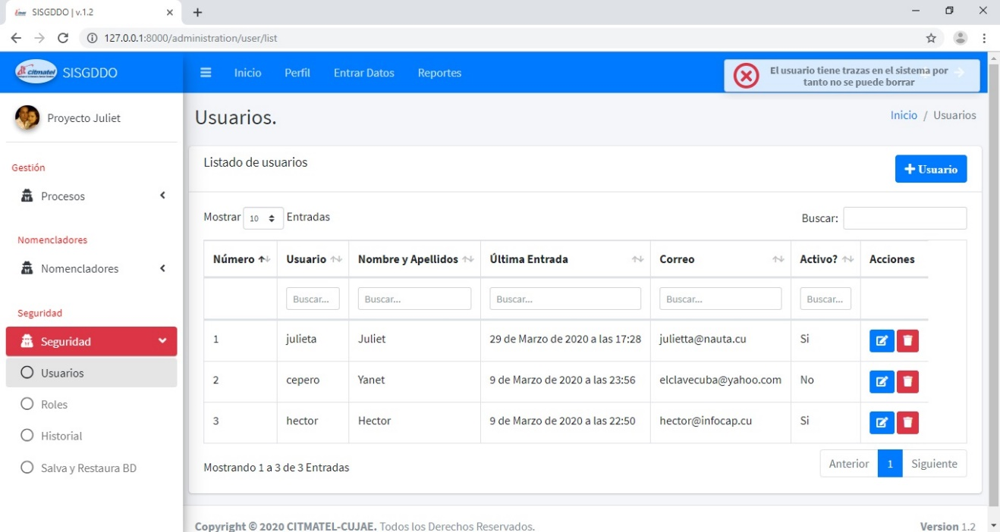 SISGDDO | v.1.2
127.0.0.1:8000/administration/user/list
citmatel SISGDDO
Inicio Perfil Entrar Datos Reportes
El usuario tiene trazas en el sistema por
tanto no se puede borrar
Proyecto Juliet
Usuarios.
Inicio / Usuarios
Gestión
Procesos
Nomencladores
Nomencladores
Seguridad
Seguridad
Usuarios
Roles
Historial
Salva y Restaura BD
Listado de usuarios
Usuario
Mostrar 10 Entradas
Buscar:
Número Usuario Nombre y Apellidos Última Entrada Correo Activo? Acciones
Buscar... Buscar... Buscar... Buscar... Buscar...
1 julieta Juliet 29 de Marzo de 2020 a las 17:28 julietta@nauta.cu Si
2 cepero Yanet 9 de Marzo de 2020 a las 23:56 elclavecuba@yahoo.com No
3 hector Hector 9 de Marzo de 2020 a las 22:50 hector@infocap.cu Si
Mostrando 1 a 3 de 3 Entradas
Anterior 1 Siguiente
Copyright © 2020 CITMATEL-CUJAE. Todos los Derechos Reservados.
Version 1.2